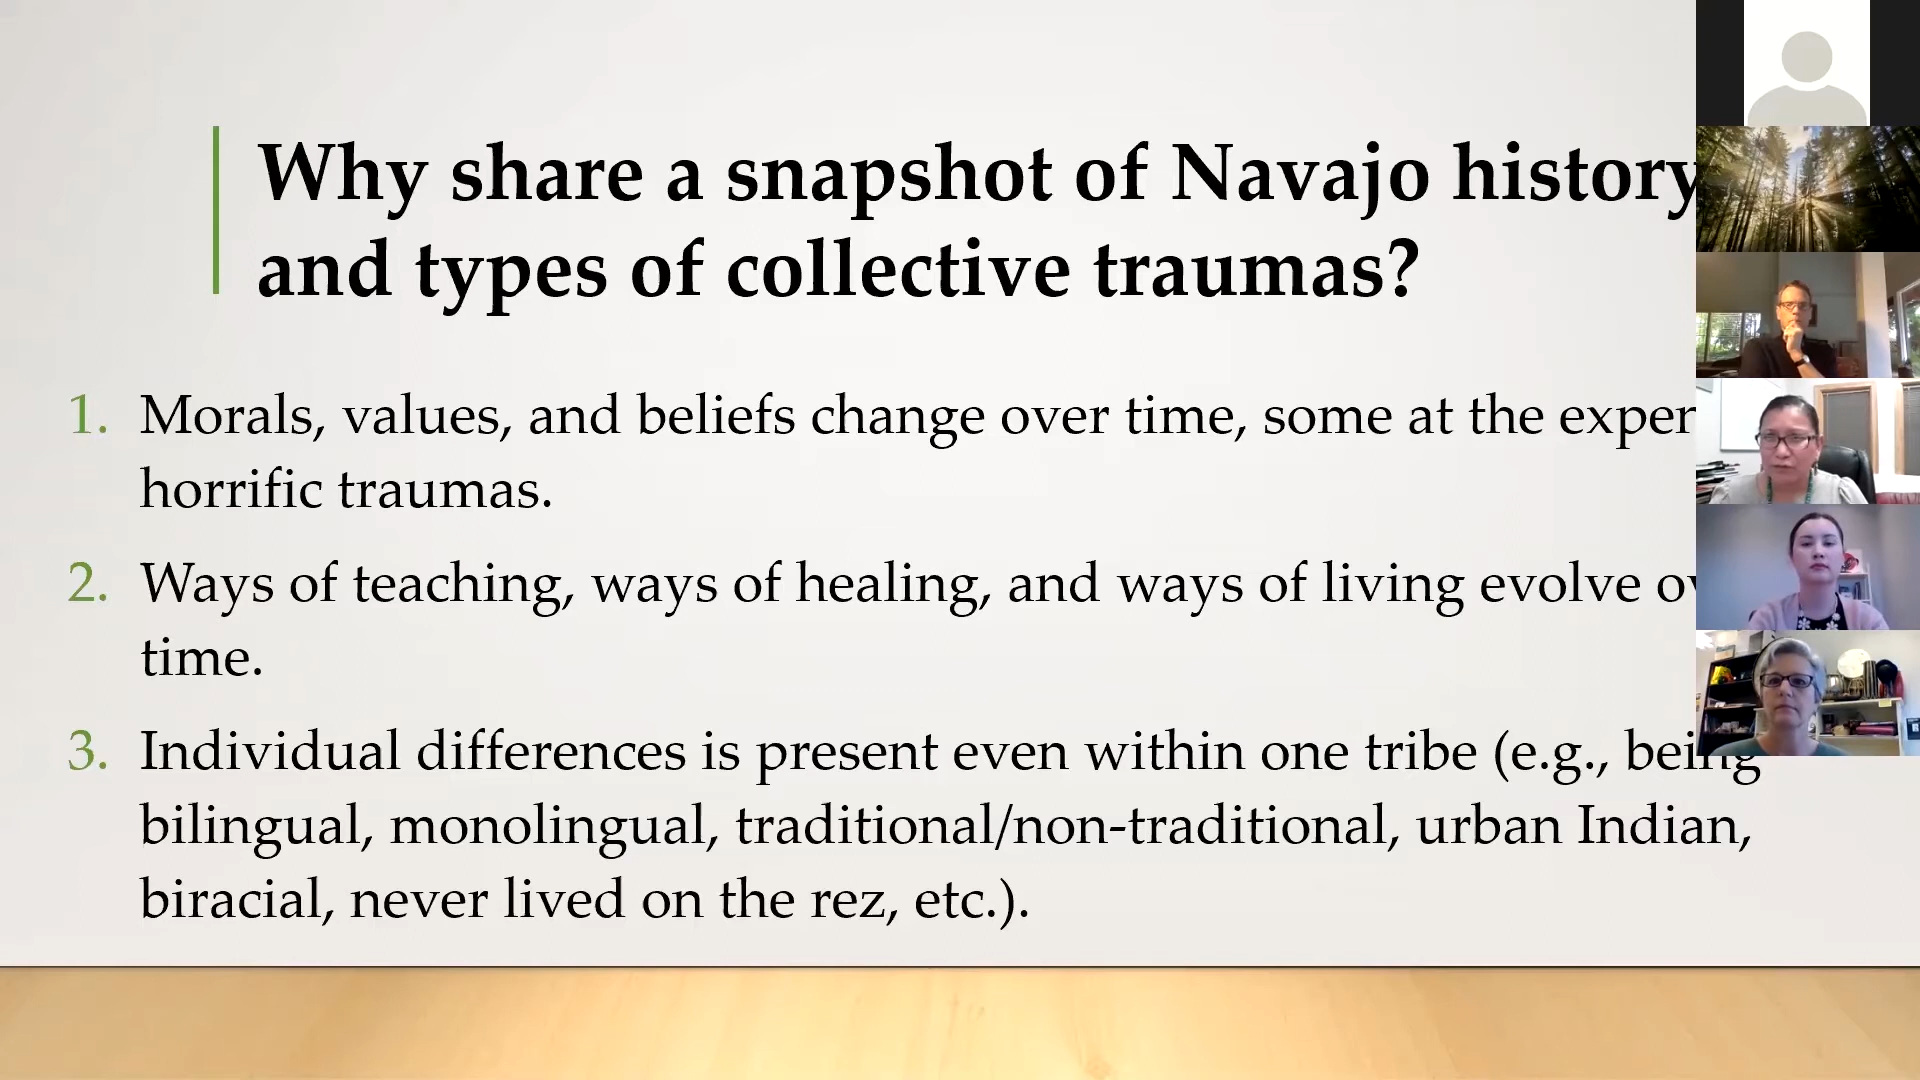 Why share a snapshot of Navajo history
and types of collective traumas?
1. Morals, values, and beliefs change over time, some at the
horrific traumas.
2. Ways of teaching, ways of healing, and ways of living evolve
time.
3. Individual differences is present even within one tribe (e.g., being
bilingual, monolingual, traditional/non-traditional, urban Indian,
biracial, never lived on the rez, etc.).